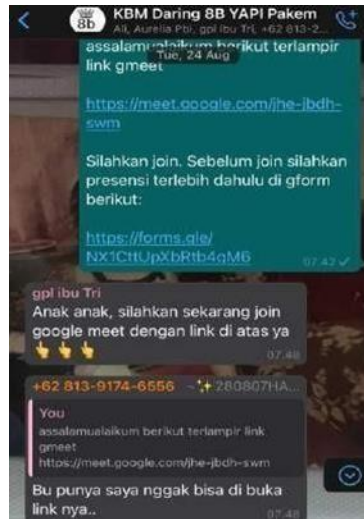 8b
KBM Daring 8B YAPI Pakem
Ali, Aurelia Pbi, gpl ibu Tri, +62 813-2...
assalamualaikum berikut terlampir
Tue, 24 Aug
link gmeet
https://meet.google.com/jhe-jbdh-
swm
Silahkan join. Sebelum join silahkan
presensi terlebih dahulu di gform
berikut:
https://forms.gle/
NX1CttUpXbRtb4gM6
07.42
gpl ibu Tri
Anak anak, silahkan sekarang join
google meet dengan link di atas ya
07.48
+62 813-9174-6556 ~ 280807HA...
You
assalamualaikum berikut terlampir link
gmeet
https://meet.google.com/jhe-jbdh-swm
Bu punya saya nggak bisa di buka
link nya..
07.48